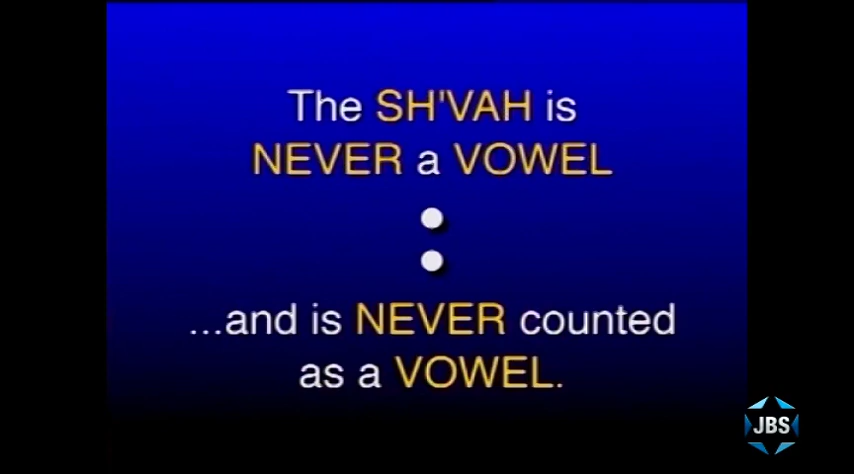 The SH'VAH is
NEVER a VOWEL
...and is NEVER counted
as a VOWEL.
JBS